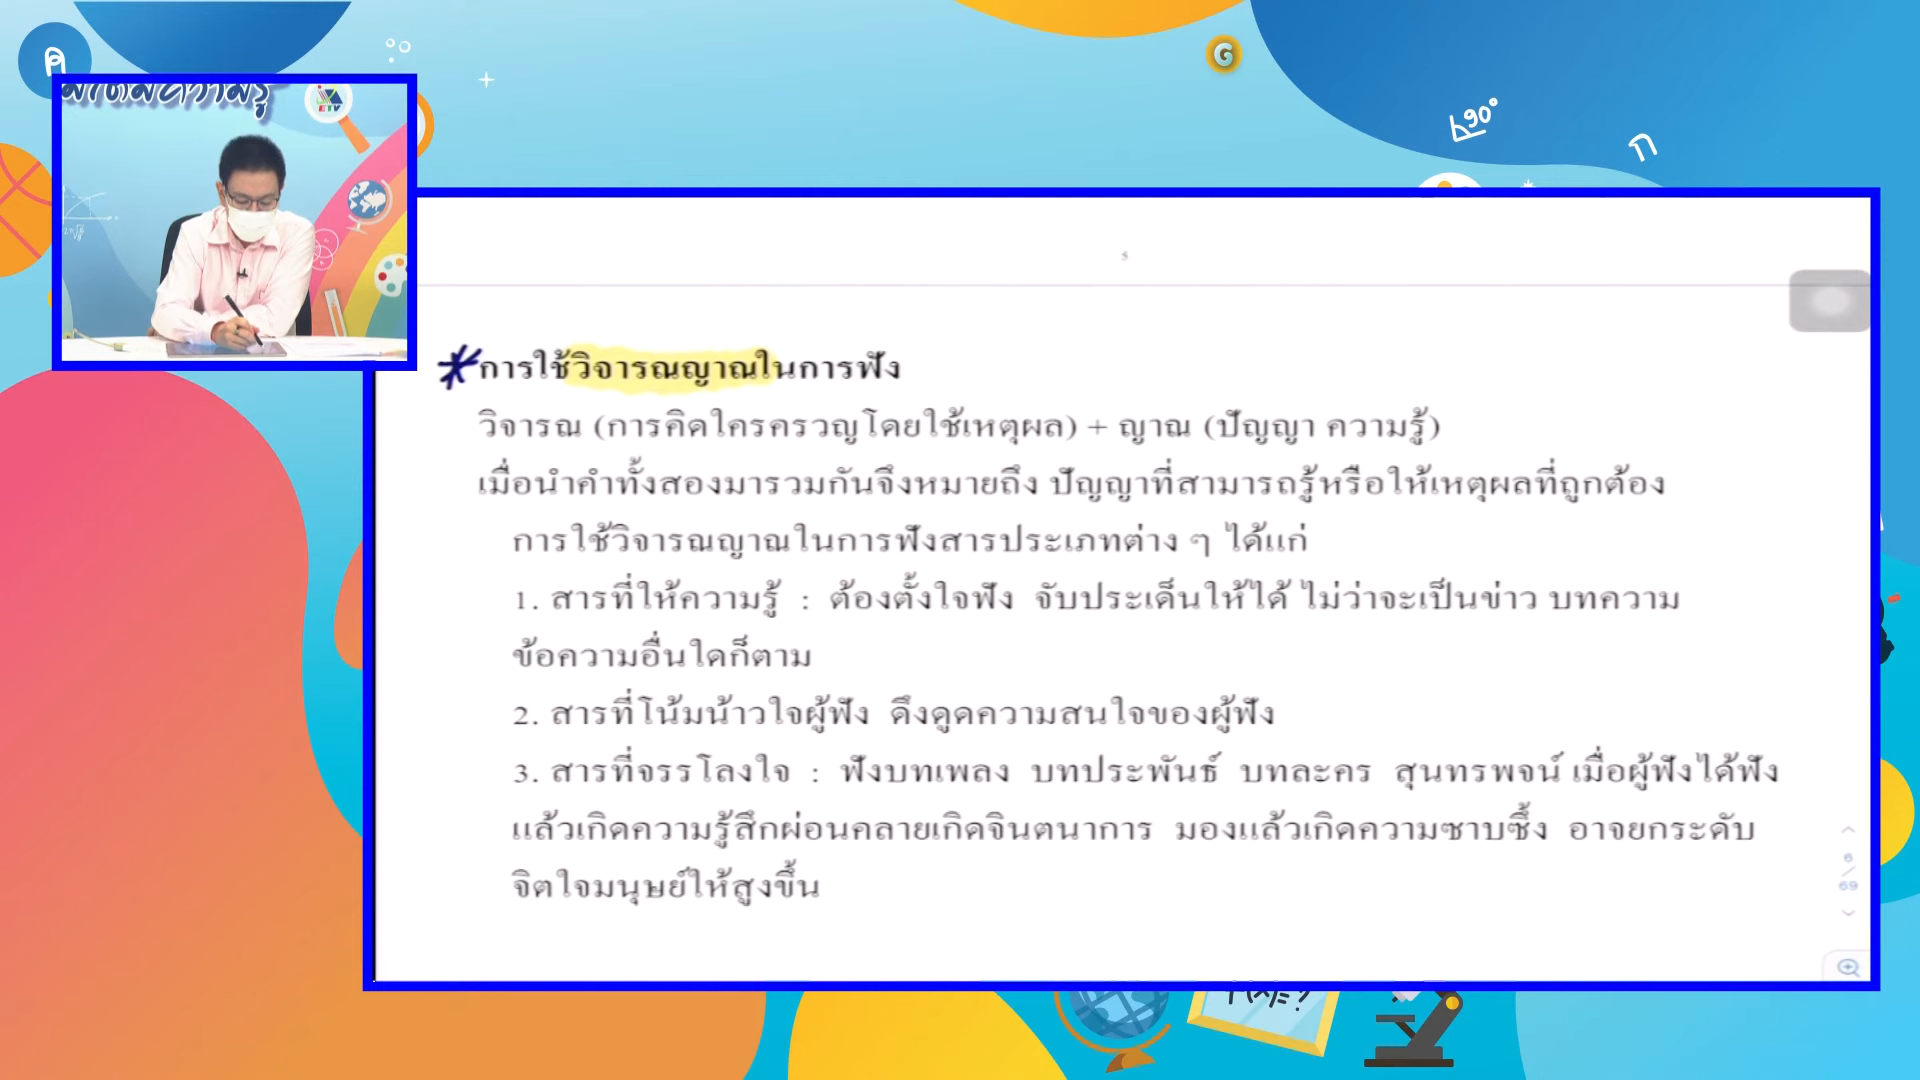 ค
มาเติมความรู้
ETV
G
90°
ก
5
*การใช้วิจารณญาณในการฟัง
วิจารณ (การคิดใครครวญโดยใช้เหตุผล) + ญาณ (ปัญญา ความรู้)
เมื่อนำคำทั้งสองมารวมกันจึงหมายถึง ปัญญาที่สามารถรู้หรือให้เหตุผลที่ถูกต้อง
การใช้วิจารณญาณในการฟังสารประเภทต่าง ๆ ได้แก่
1. สารที่ให้ความรู้ : ต้องตั้งใจฟัง จับประเด็นให้ได้ ไม่ว่าจะเป็นข่าว บทความ
ข้อความอื่นใดก็ตาม
2. สารที่โน้มน้าวใจผู้ฟัง ดึงดูดความสนใจของผู้ฟัง
3. สารที่จรรโลงใจ : ฟังบทเพลง บทประพันธ์ บทละคร สุนทรพจน์ เมื่อผู้ฟังได้ฟัง
แล้วเกิดความรู้สึกผ่อนคลายเกิดจินตนาการ มองแล้วเกิดความซาบซึ้ง อาจยกระดับ
จิตใจมนุษย์ให้สูงขึ้น
6
/
69